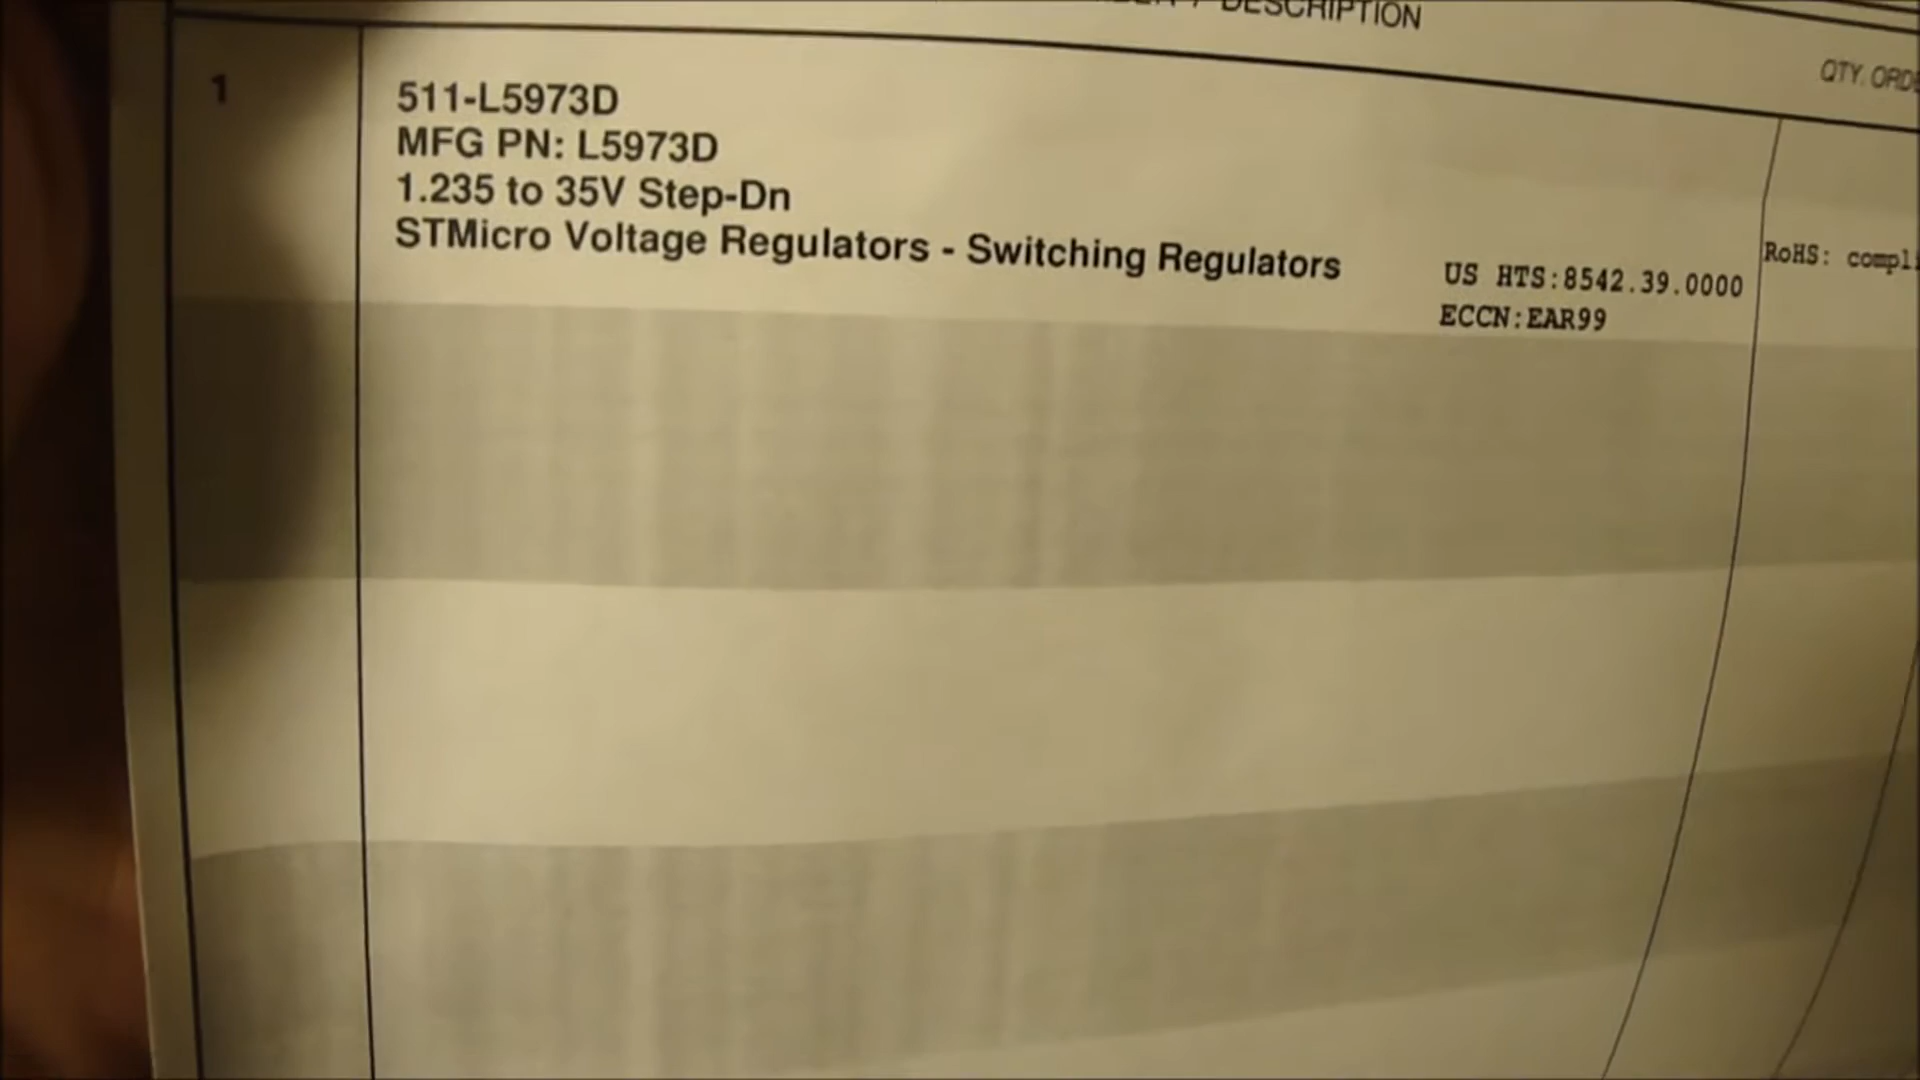 DESCRIPTION
QTY.
1
511-L5973D
MFG PN: L5973D
1.235 to 35V Step-Dn
STMicro Voltage Regulators - Switching Regulators
US HTS:8542.39.0000
RoHS:
ECCN:EAR99